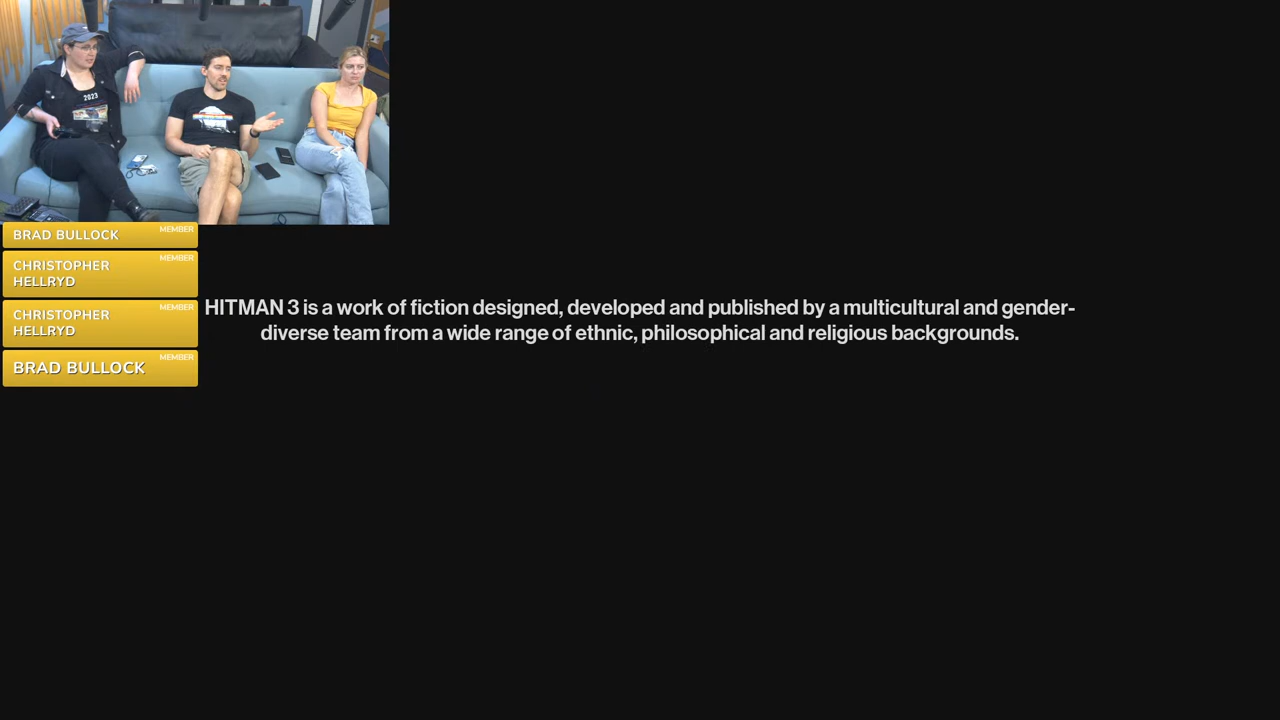 2023
BRAD BULLOCK
MEMBER
CHRISTOPHER
HELLRYD
MEMBER
CHRISTOPHER
HELLRYD
MEMBER
BRAD BULLOCK
MEMBER
HITMAN 3 is a work of fiction designed, developed and published by a multicultural and gender-
diverse team from a wide range of ethnic, philosophical and religious backgrounds.